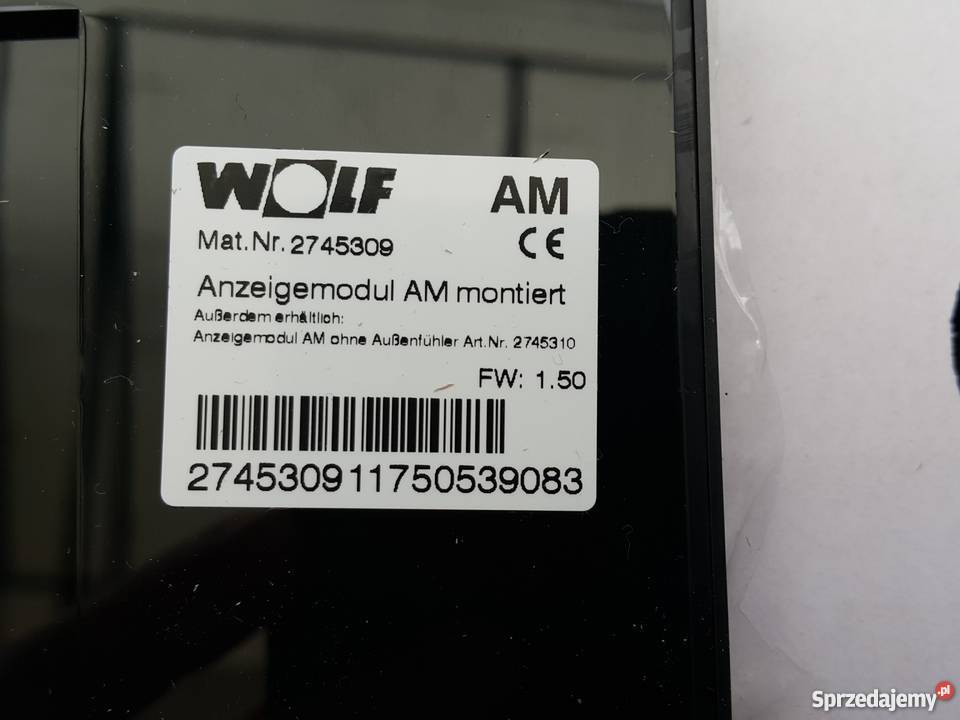 WOLF AM
Mat.Nr. 2745309 CE
Anzeigemodul AM montiert
Außerdem erhältlich:
Anzeigemodul AM ohne Außenfühler Art.Nr. 2745310
FW: 1.50
274530911750539083
Sprzedajemy.pl